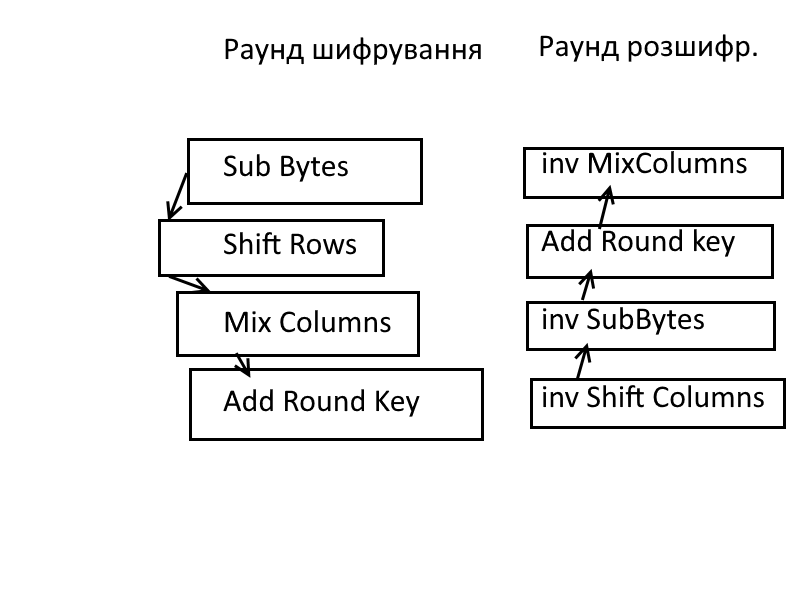 Раунд шифрування
Sub Bytes
Shift Rows
Mix Columns
Add Round Key
Раунд розшифр.
inv MixColumns
Add Round key
inv SubBytes
inv Shift Columns